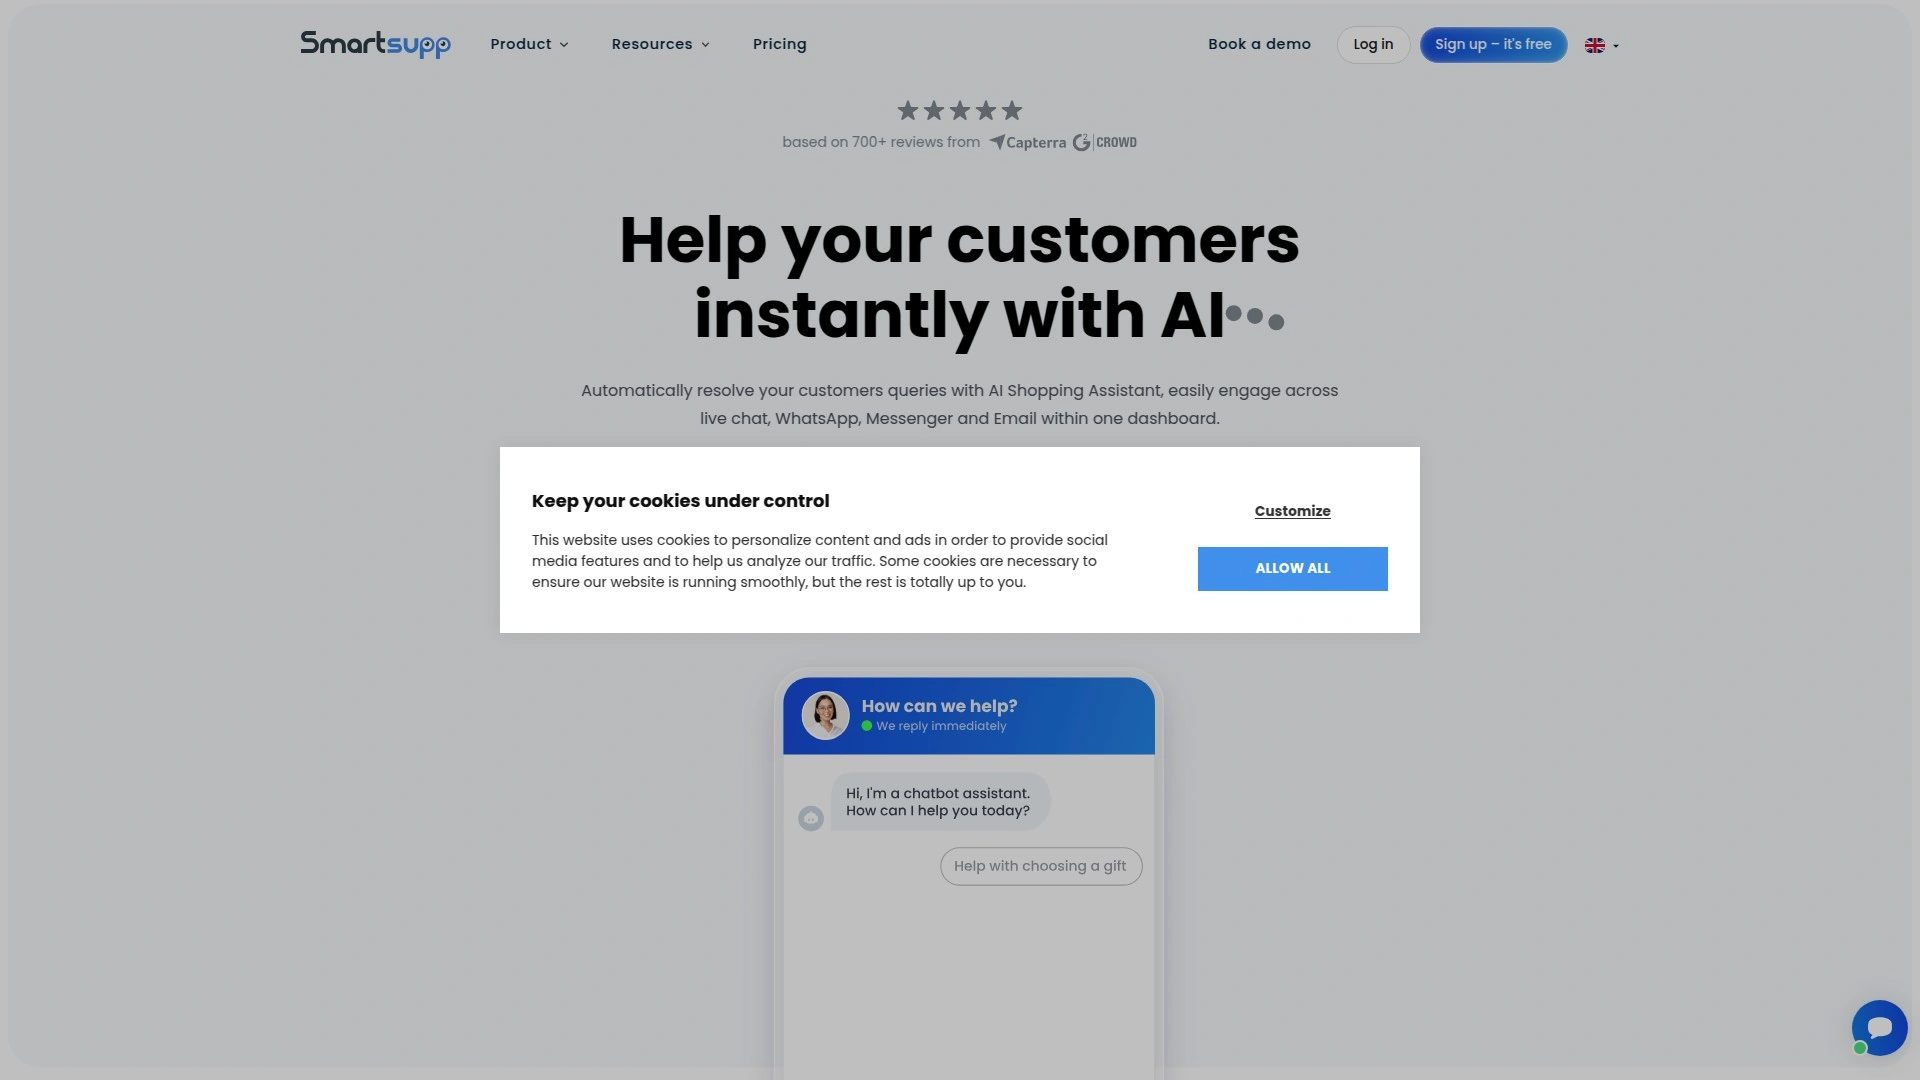 Smartsupp
Product
Resources
Pricing
Book a demo
Log in
Sign up – it's free
based on 700+ reviews from Capterra G2 CROWD
Help your customers
instantly with AI
Automatically resolve your customers queries with AI Shopping Assistant, easily engage across
live chat, WhatsApp, Messenger and Email within one dashboard.
Keep your cookies under control
This website uses cookies to personalize content and ads in order to provide social
media features and to help us analyze our traffic. Some cookies are necessary to
ensure our website is running smoothly, but the rest is totally up to you.
Customize
ALLOW ALL
How can we help?
We reply immediately
Hi, I'm a chatbot assistant.
How can I help you today?
Help with choosing a gift